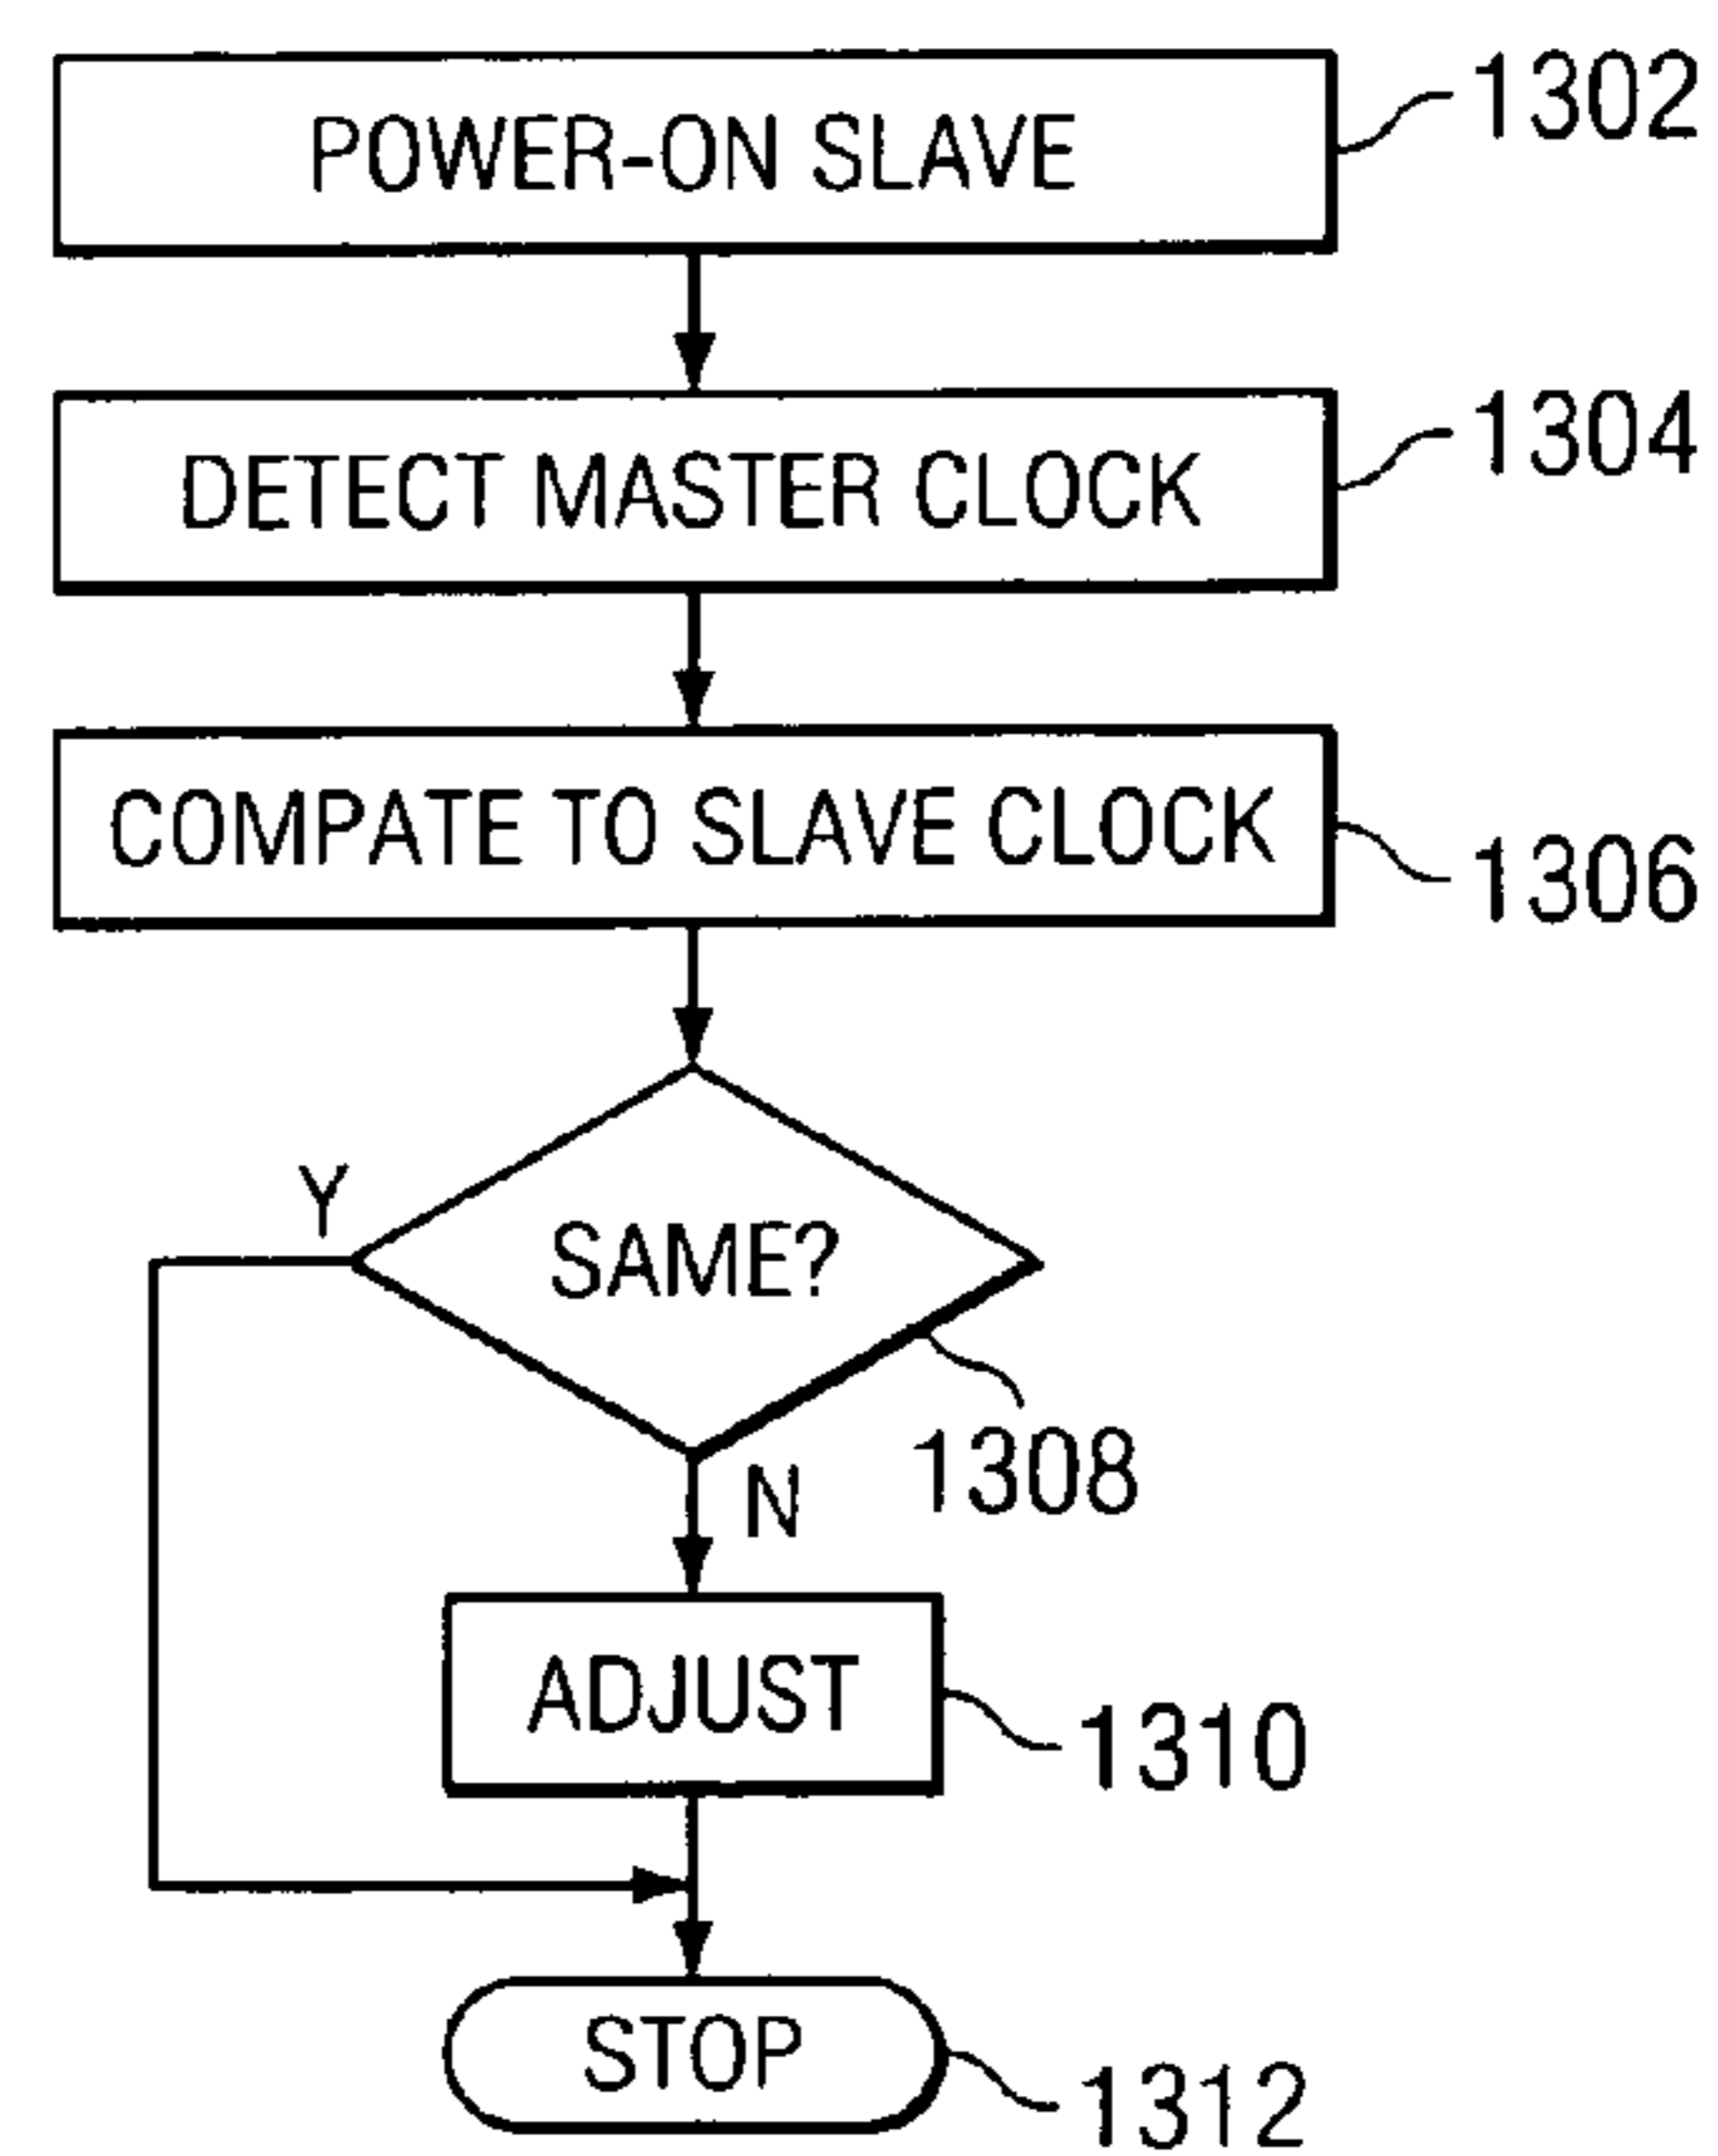 POWER-ON SLAVE
1302
DETECT MASTER CLOCK
1304
COMPATE TO SLAVE CLOCK
1306
Y
SAME?
1308
N
ADJUST
1310
STOP
1312